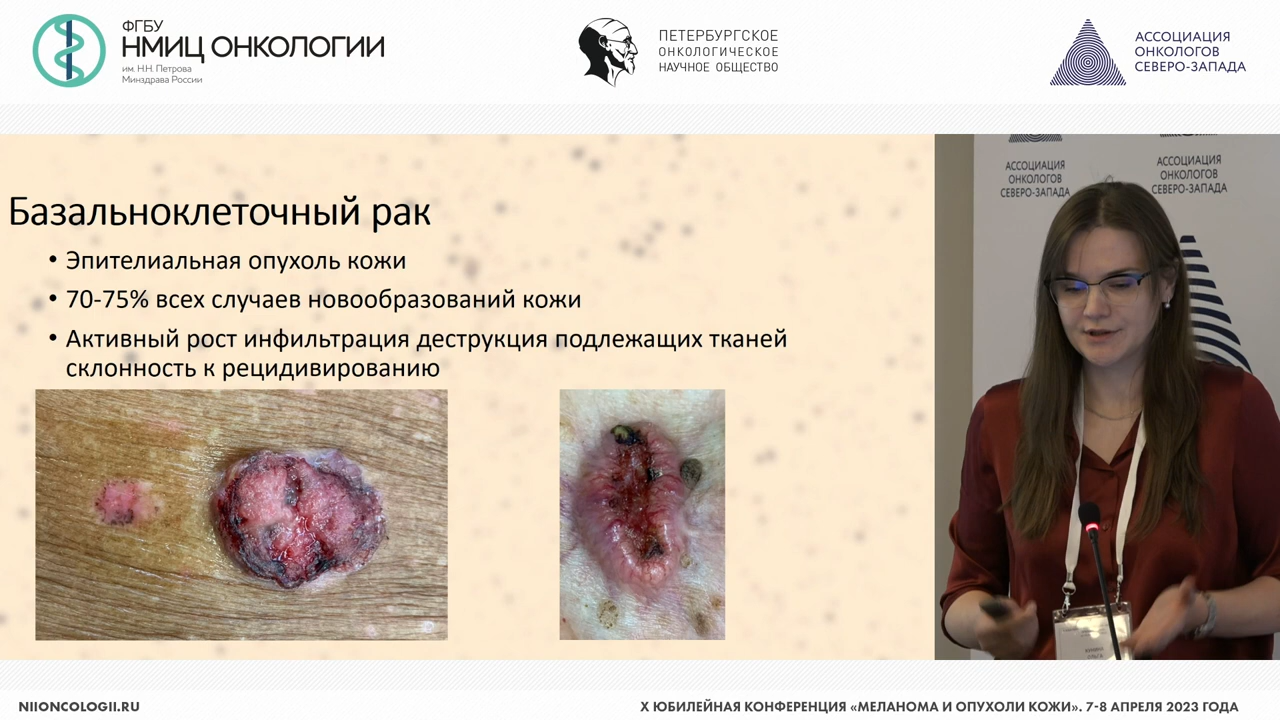 ФГБУ
НМИЦ ОНКОЛОГИИ
им. Н.Н. Петрова
Минздрава России
ПЕТЕРБУРГСКОЕ
ОНКОЛОГИЧЕСКОЕ
НАУЧНОЕ ОБЩЕСТВО
АССОЦИАЦИЯ
ОНКОЛОГОВ
СЕВЕРО-ЗАПАДА
Базальноклеточный рак
• Эпителиальная опухоль кожи
• 70-75% всех случаев новообразований кожи
• Активный рост инфильтрация деструкция подлежащих тканей
склонность к рецидивированию
АССОЦИАЦИЯ
ОНКОЛОГОВ
СЕВЕРО-ЗАПАДА
АССОЦИАЦИЯ
ОНКОЛОГОВ
СЕВЕРО-ЗАПАДА
NIIONCOLOGII.RU
X ЮБИЛЕЙНАЯ КОНФЕРЕНЦИЯ «МЕЛАНОМА И ОПУХОЛИ КОЖИ». 7-8 АПРЕЛЯ 2023 ГОДА